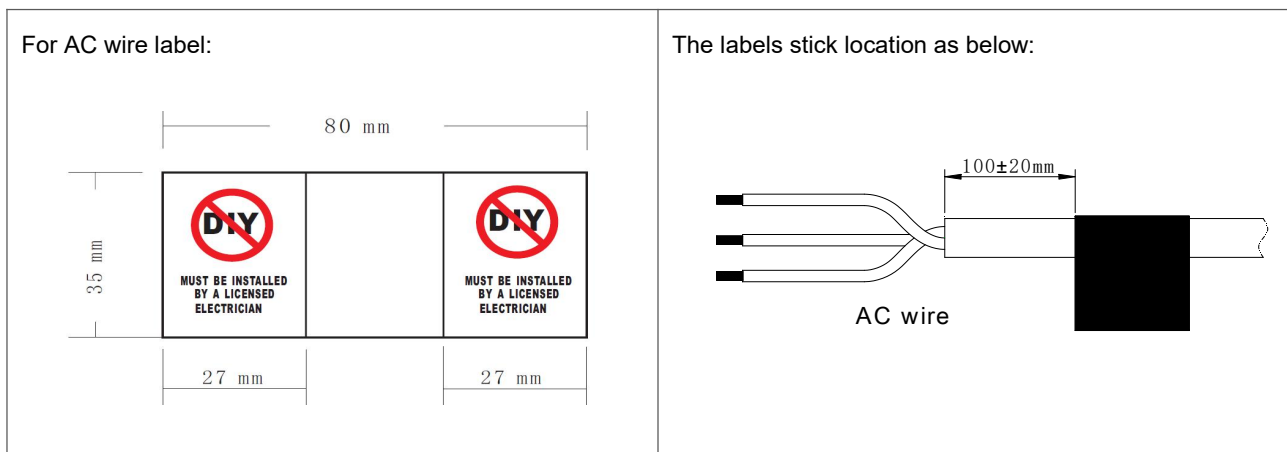 For AC wire label:
80 mm
35 mm
DIY
MUST BE INSTALLED
BY A LICENSED
ELECTRICIAN
DIY
MUST BE INSTALLED
BY A LICENSED
ELECTRICIAN
27 mm
27 mm
The labels stick location as below:
100±20mm
AC wire